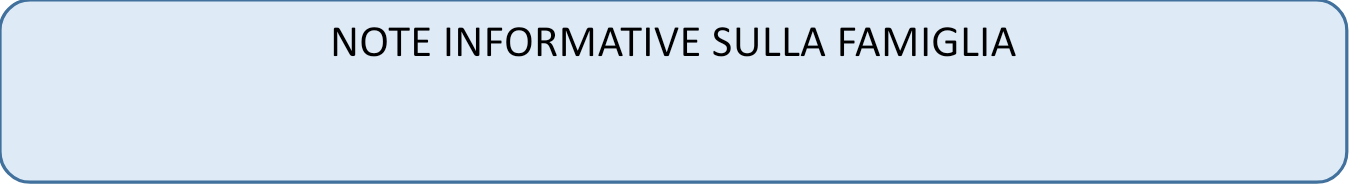 NOTE INFORMATIVE SULLA FAMIGLIA